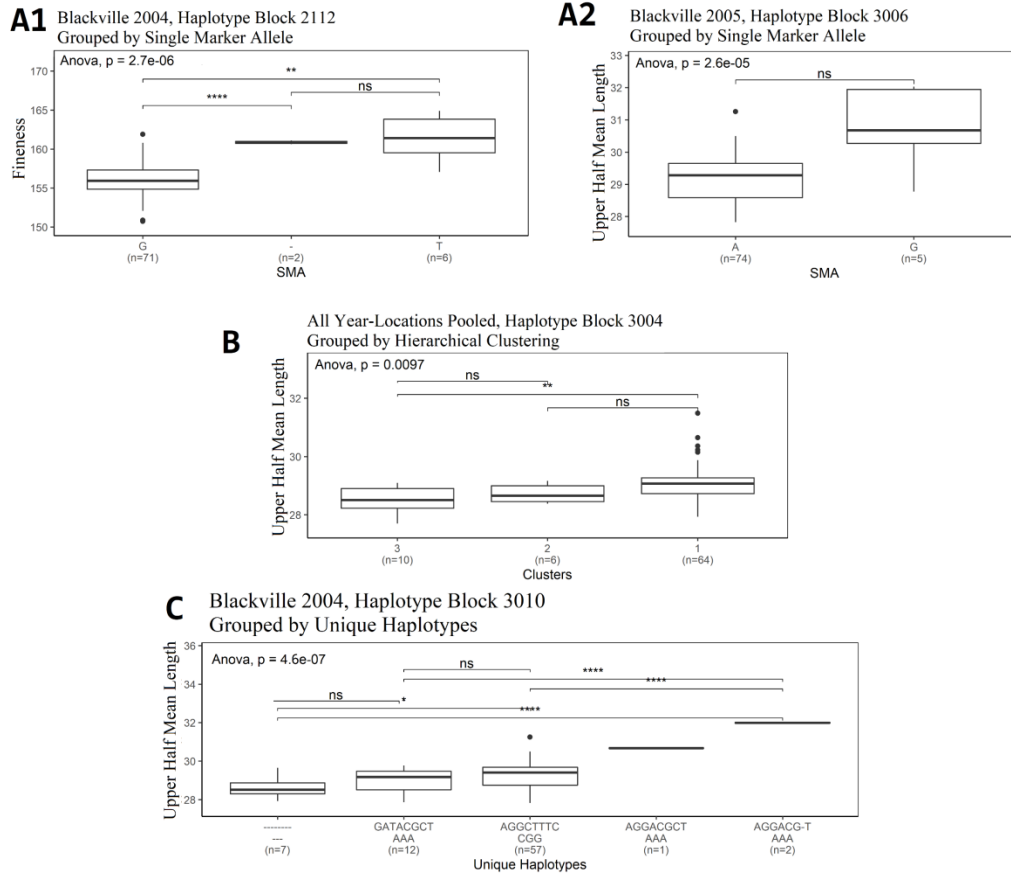 A1
Blackville 2004, Haplotype Block 2112
Grouped by Single Marker Allele
Anova, p = 2.7e-06
**
ns
****
Fineness
170
165
160
155
150
G
(n=71)
-
(n=2)
T
(n=6)
SMA
A2
Blackville 2005, Haplotype Block 3006
Grouped by Single Marker Allele
Anova, p = 2.6e-05
ns
Upper Half Mean Length
33
32
31
30
29
28
A
(n=74)
G
(n=5)
SMA
B
All Year-Locations Pooled, Haplotype Block 3004
Grouped by Hierarchical Clustering
Anova, p = 0.0097
ns
**
ns
Upper Half Mean Length
32
30
28
3
(n=10)
2
(n=6)
1
(n=64)
Clusters
C
Blackville 2004, Haplotype Block 3010
Grouped by Unique Haplotypes
Anova, p = 4.6e-07
ns
****
****
ns
*
****
Upper Half Mean Length
36
34
32
30
28
--------
---
(n=7)
GATACGCT
AAA
(n=12)
AGGCTTTC
CGG
(n=57)
AGGACGCT
AAA
(n=1)
AGGACG-T
AAA
(n=2)
Unique Haplotypes